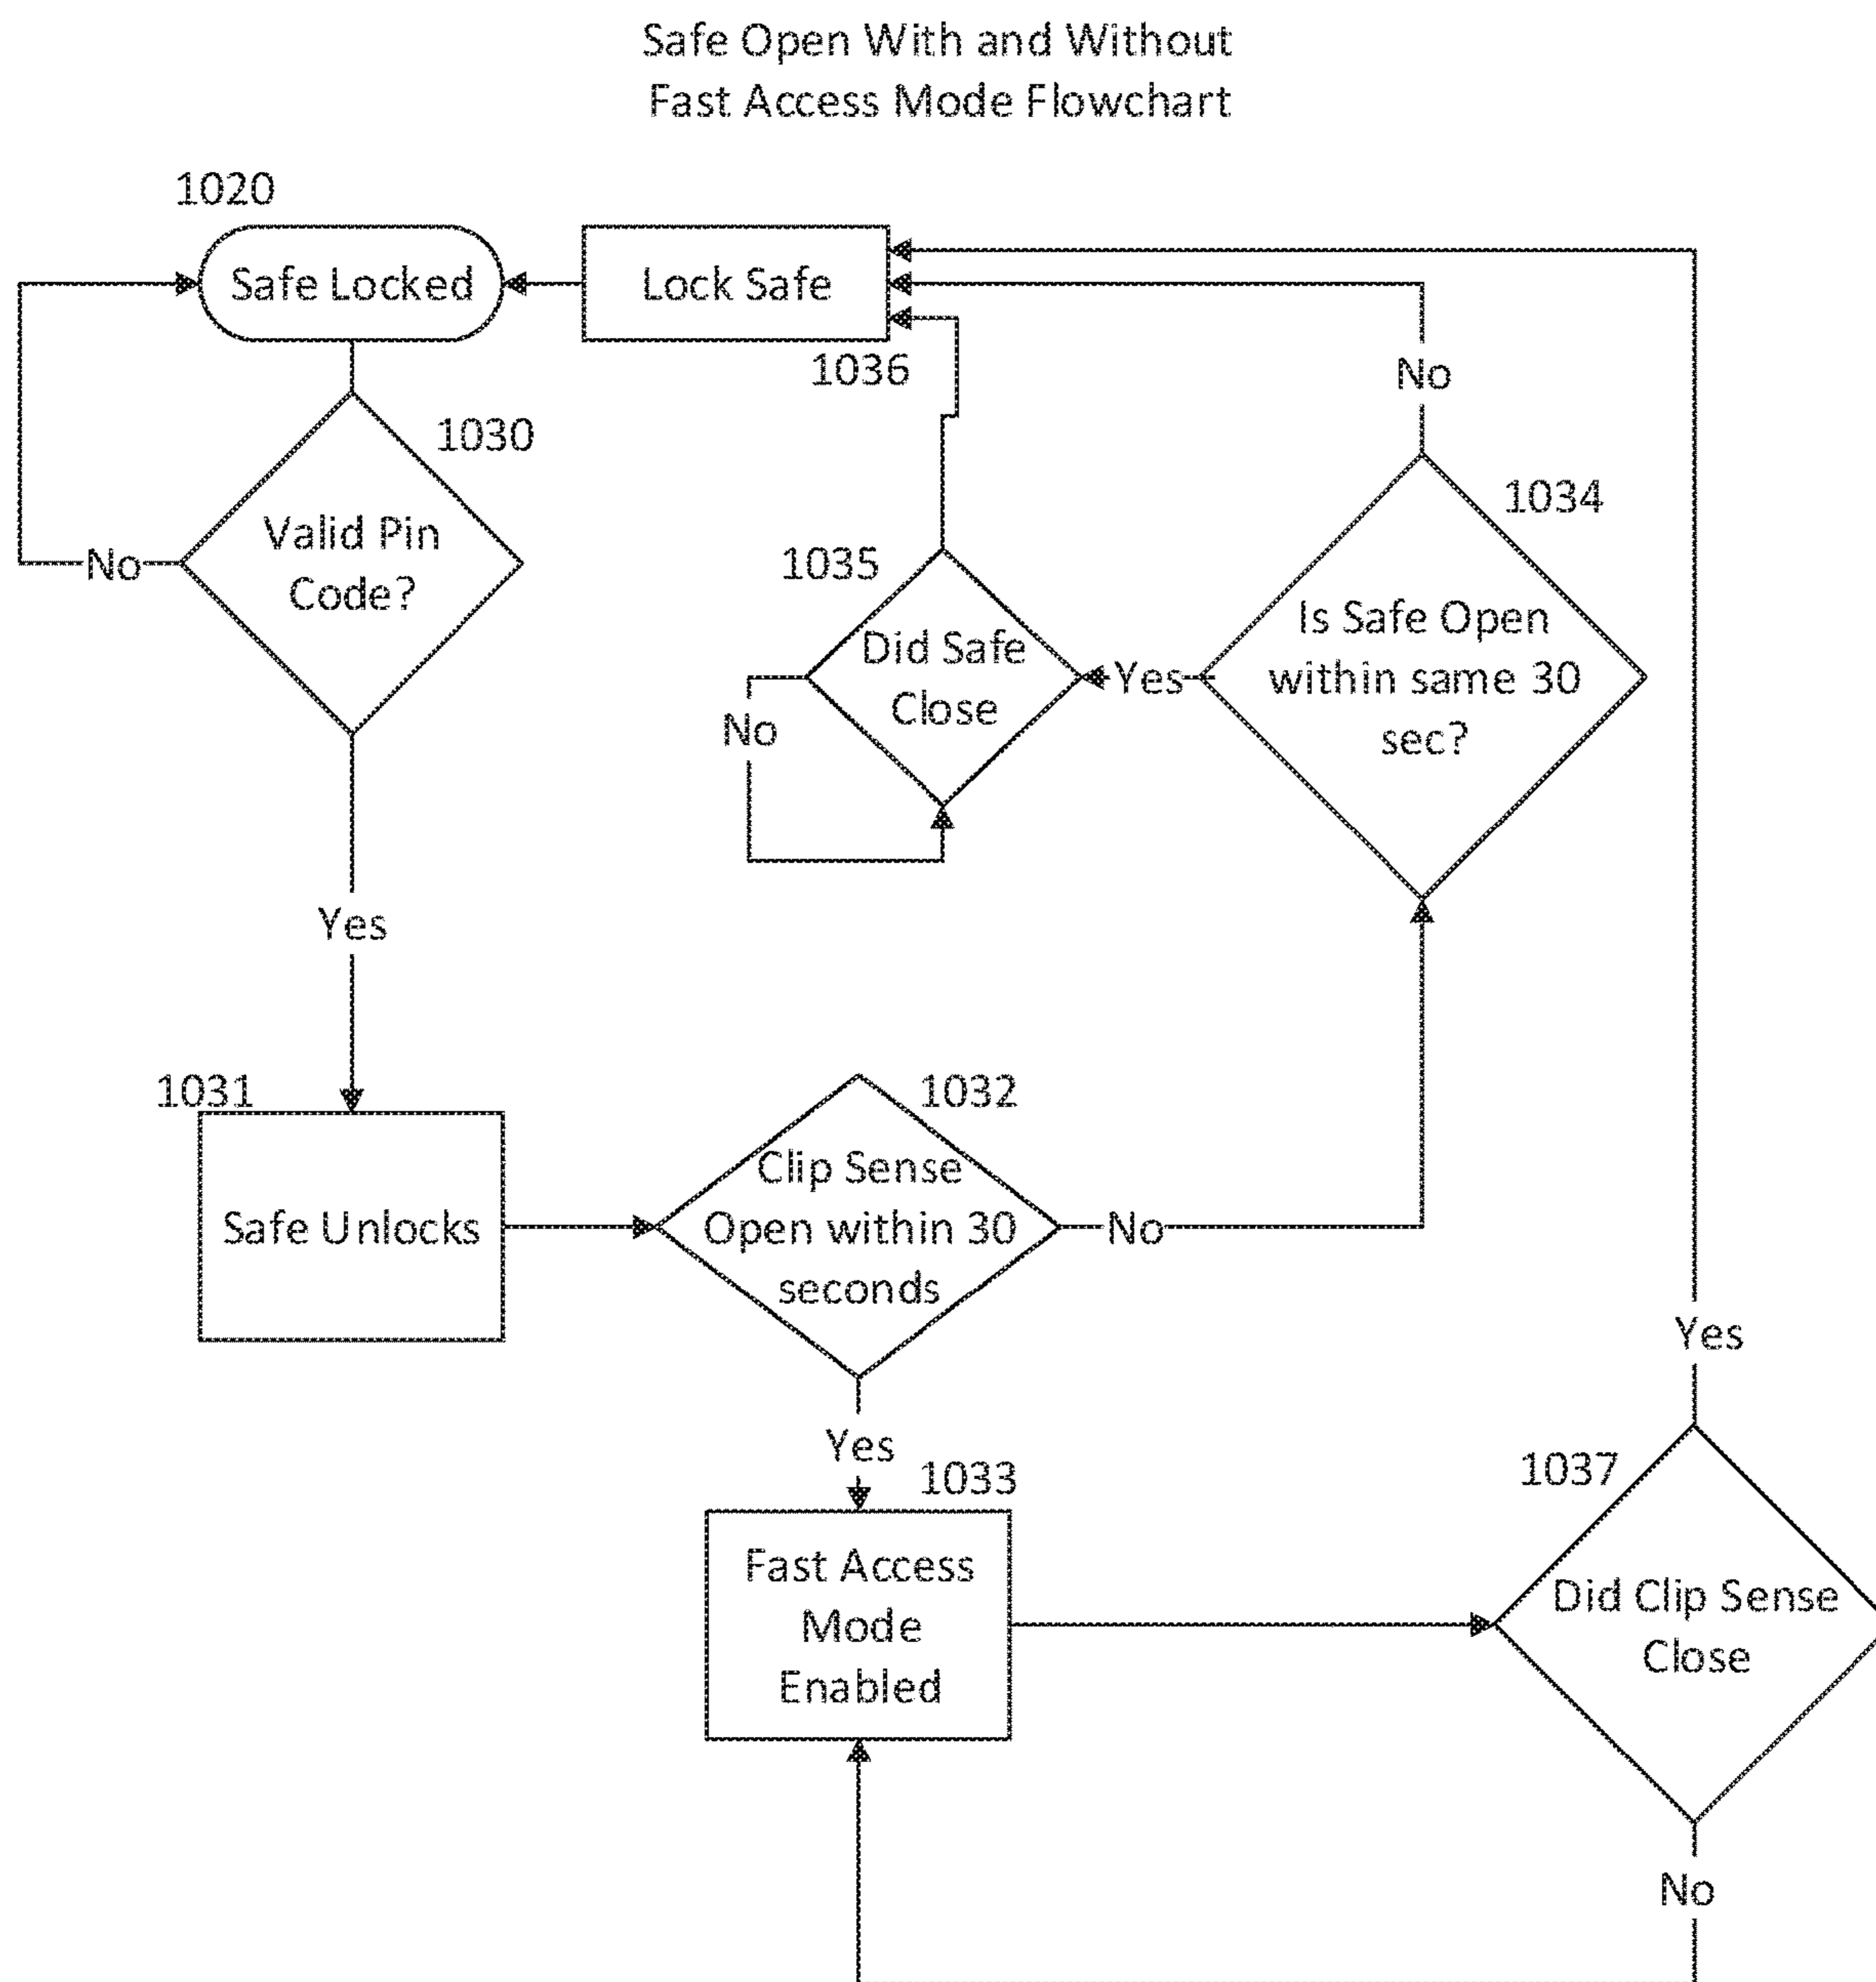 Safe Open With and Without
Fast Access Mode Flowchart
1020
Safe Locked
Lock Safe
1036
No
1030
Valid Pin
Code?
No
1034
1035
Is Safe Open
within same 30
sec?
Did Safe
Close
Yes
No
Yes
1031
Safe Unlocks
1032
Clip Sense
Open within 30
seconds
No
Yes
Yes
1033
Fast Access
Mode
Enabled
1037
Did Clip Sense
Close
No